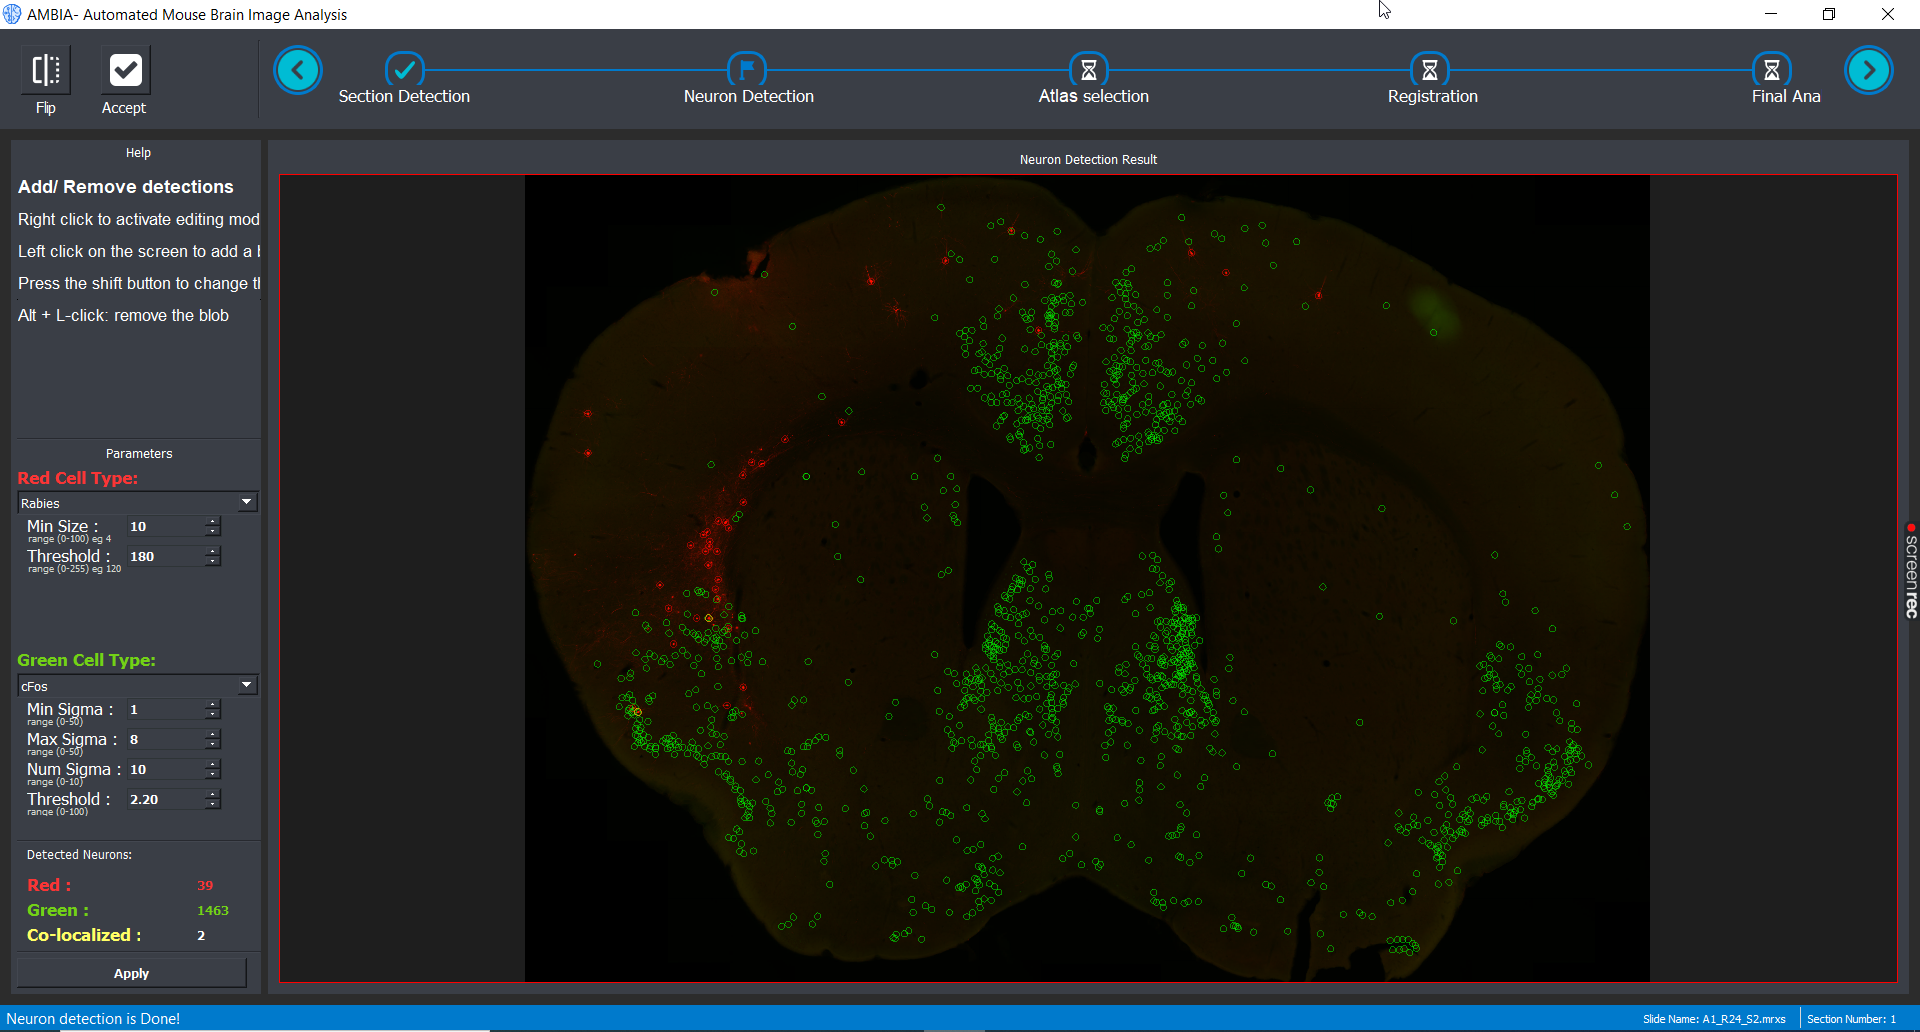 AMBIA- Automated Mouse Brain Image Analysis
Flip
Accept
Section Detection
Neuron Detection
Atlas selection
Registration
Final Ana
Help
Add/ Remove detections
Right click to activate editing mod
Left click on the screen to add a
Press the shift button to change
Alt + L-click: remove the blob
Parameters
Red Cell Type:
Rabies
Min Size : 10
range (0-100) eg 4
Threshold : 180
range (0-255) eg 120
Green Cell Type:
cFos
Min Sigma : 1
range (0-50)
Max Sigma : 8
range (0-50)
Num Sigma : 10
range (0-10)
Threshold : 2.20
range (0-100)
Detected Neurons:
Red : 39
Green : 1463
Co-localized : 2
Apply
Neuron Detection Result
screenrec
Neuron detection is Done!
Slide Name: A1_R24_S2.mrxs
Section Number: 1